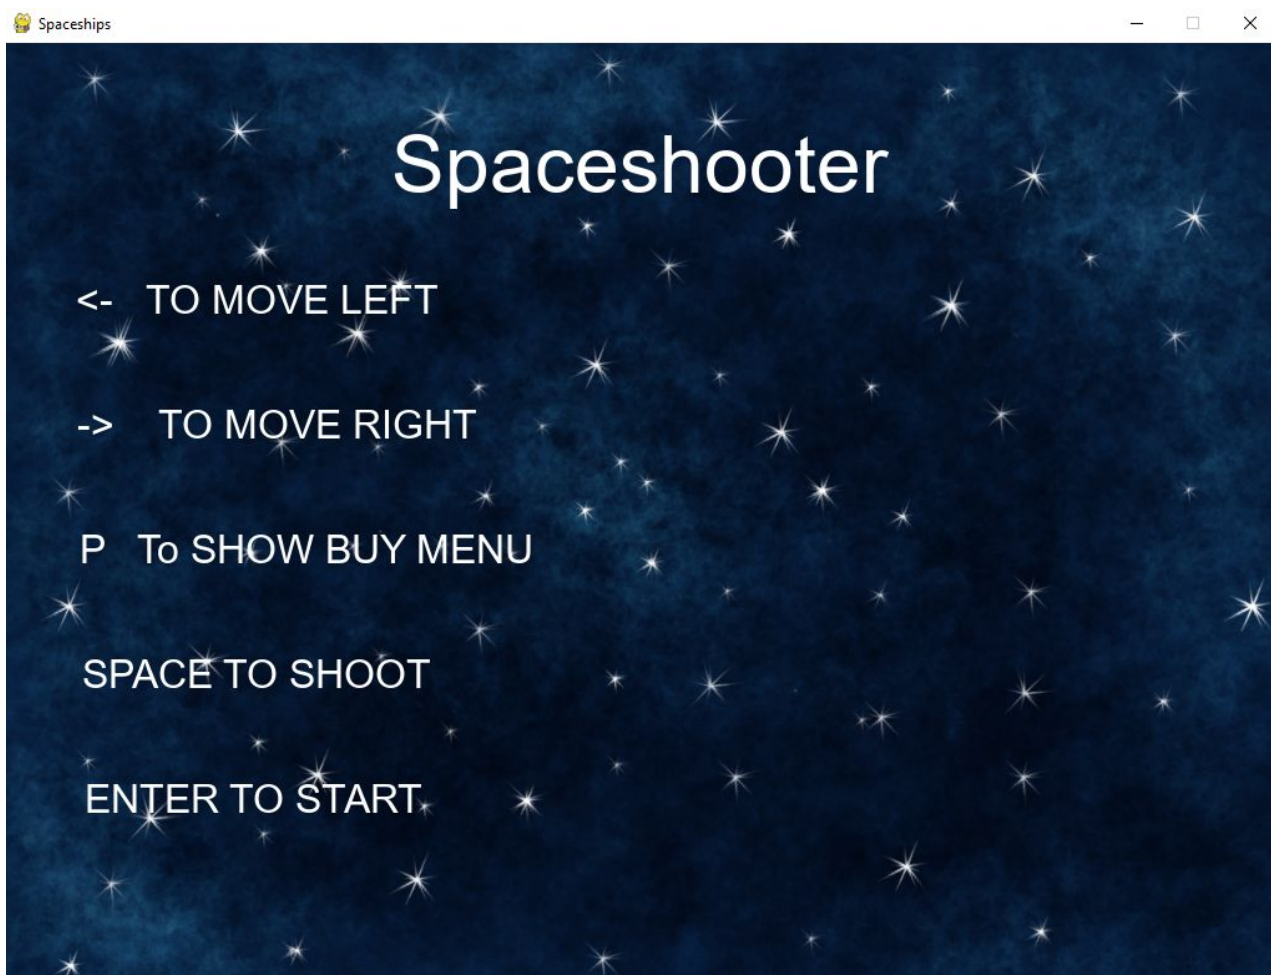 Spaceships
Spaceshooter
<- TO MOVE LEFT
-> TO MOVE RIGHT
P To SHOW BUY MENU
SPACE TO SHOOT
ENTER TO START